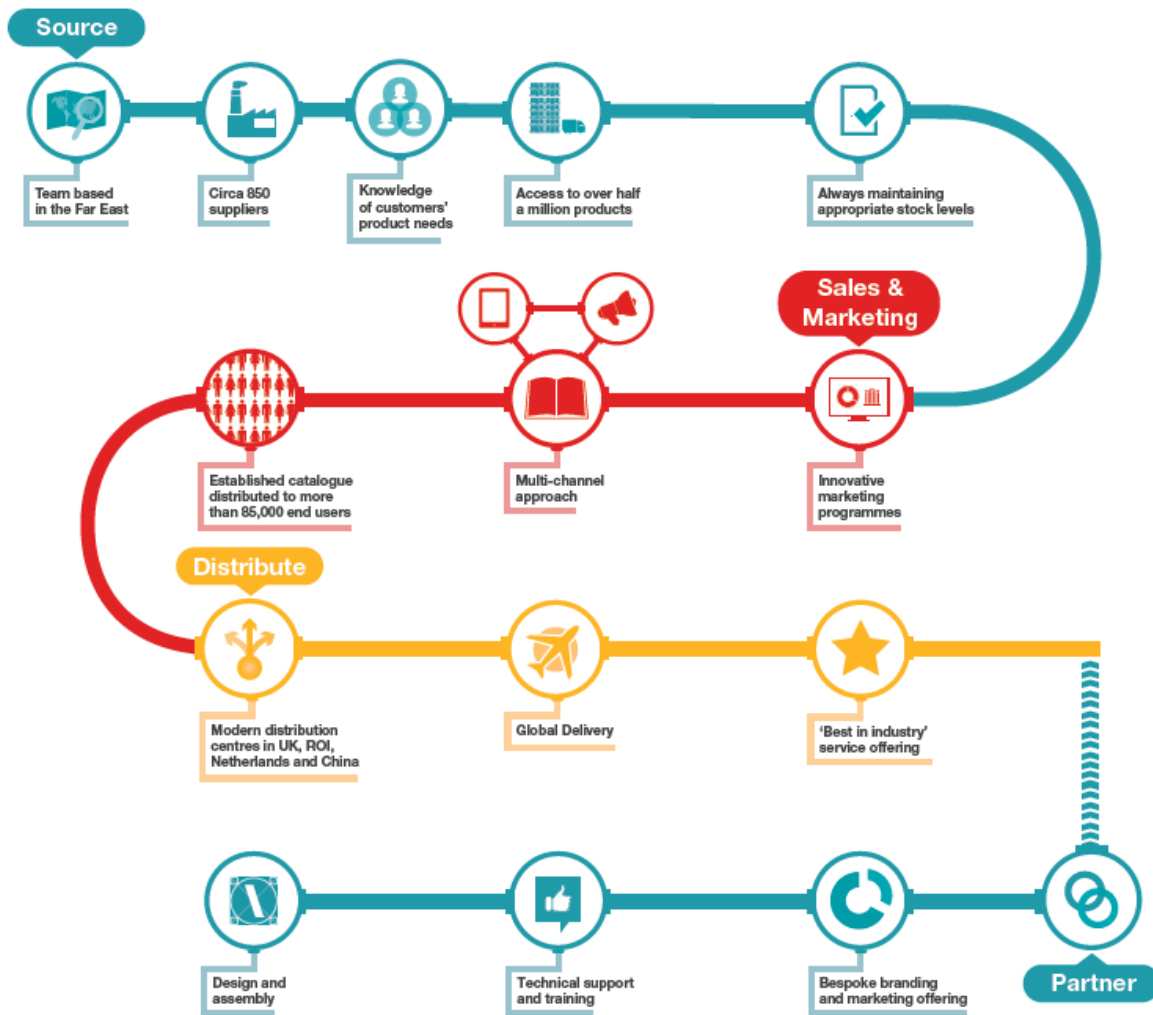 Source
Team based
in the Far East
Circa 850
suppliers
Knowledge
of customers'
product needs
Access to over half
a million products
Always maintaining
appropriate stock levels
Sales &
Marketing
Established catalogue
distributed to more
than 85,000 end users
Multi-channel
approach
Innovative
marketing
programmes
Distribute
Modern distribution
centres in UK, ROI,
Netherlands and China
Global Delivery
‘Best in industry’
service offering
Design and
assembly
Technical support
and training
Bespoke branding
and marketing offering
Partner